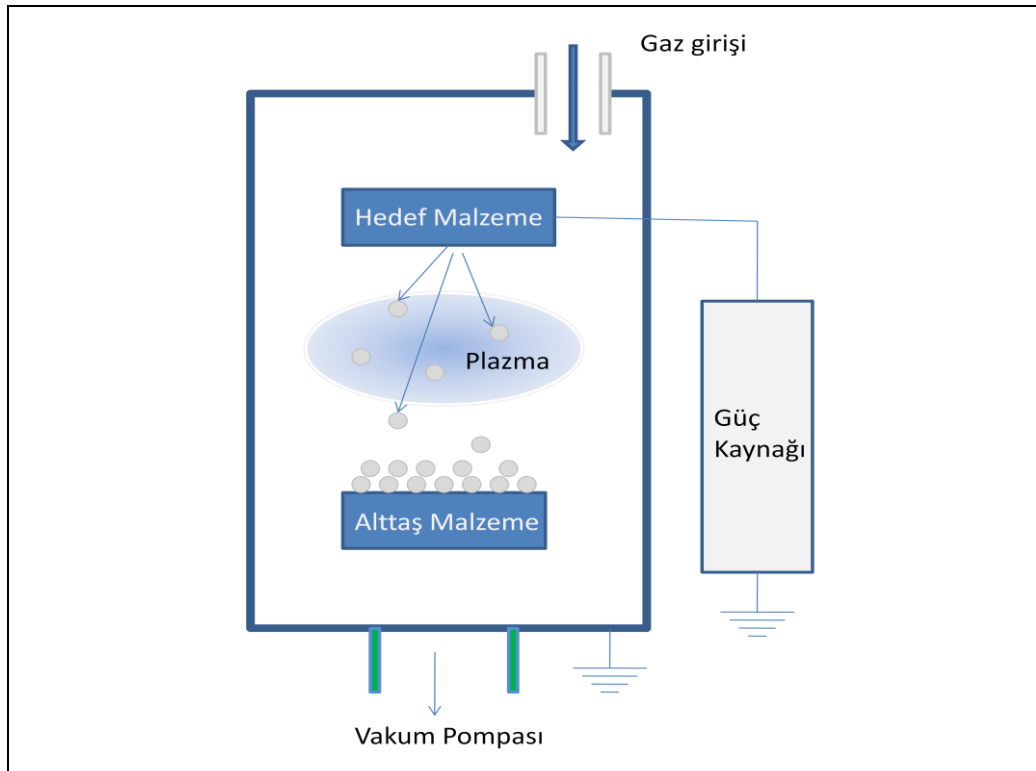 Gaz girişi
Hedef Malzeme
Plazma
Güç
Kaynağı
Alttaş Malzeme
Vakum Pompası